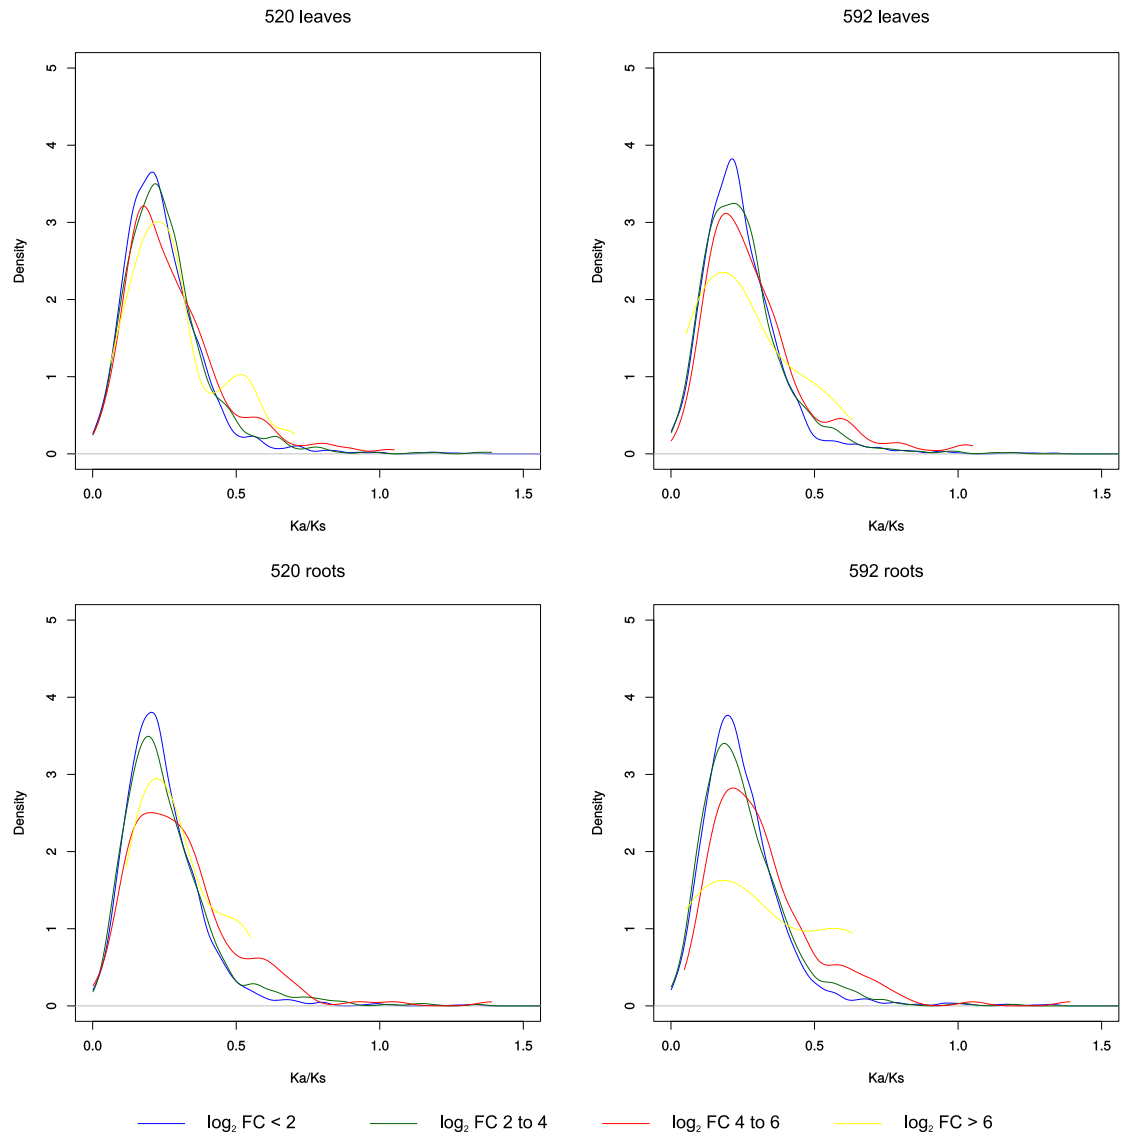 520 leaves
592 leaves
5
4
3
2
1
0
Density
0.0 0.5 1.0 1.5
Ka/Ks
5
4
3
2
1
0
Density
0.0 0.5 1.0 1.5
Ka/Ks
520 roots
592 roots
5
4
3
2
1
0
Density
0.0 0.5 1.0 1.5
Ka/Ks
5
4
3
2
1
0
Density
0.0 0.5 1.0 1.5
Ka/Ks
log₂ FC < 2 log₂ FC 2 to 4 log₂ FC 4 to 6 log₂ FC > 6